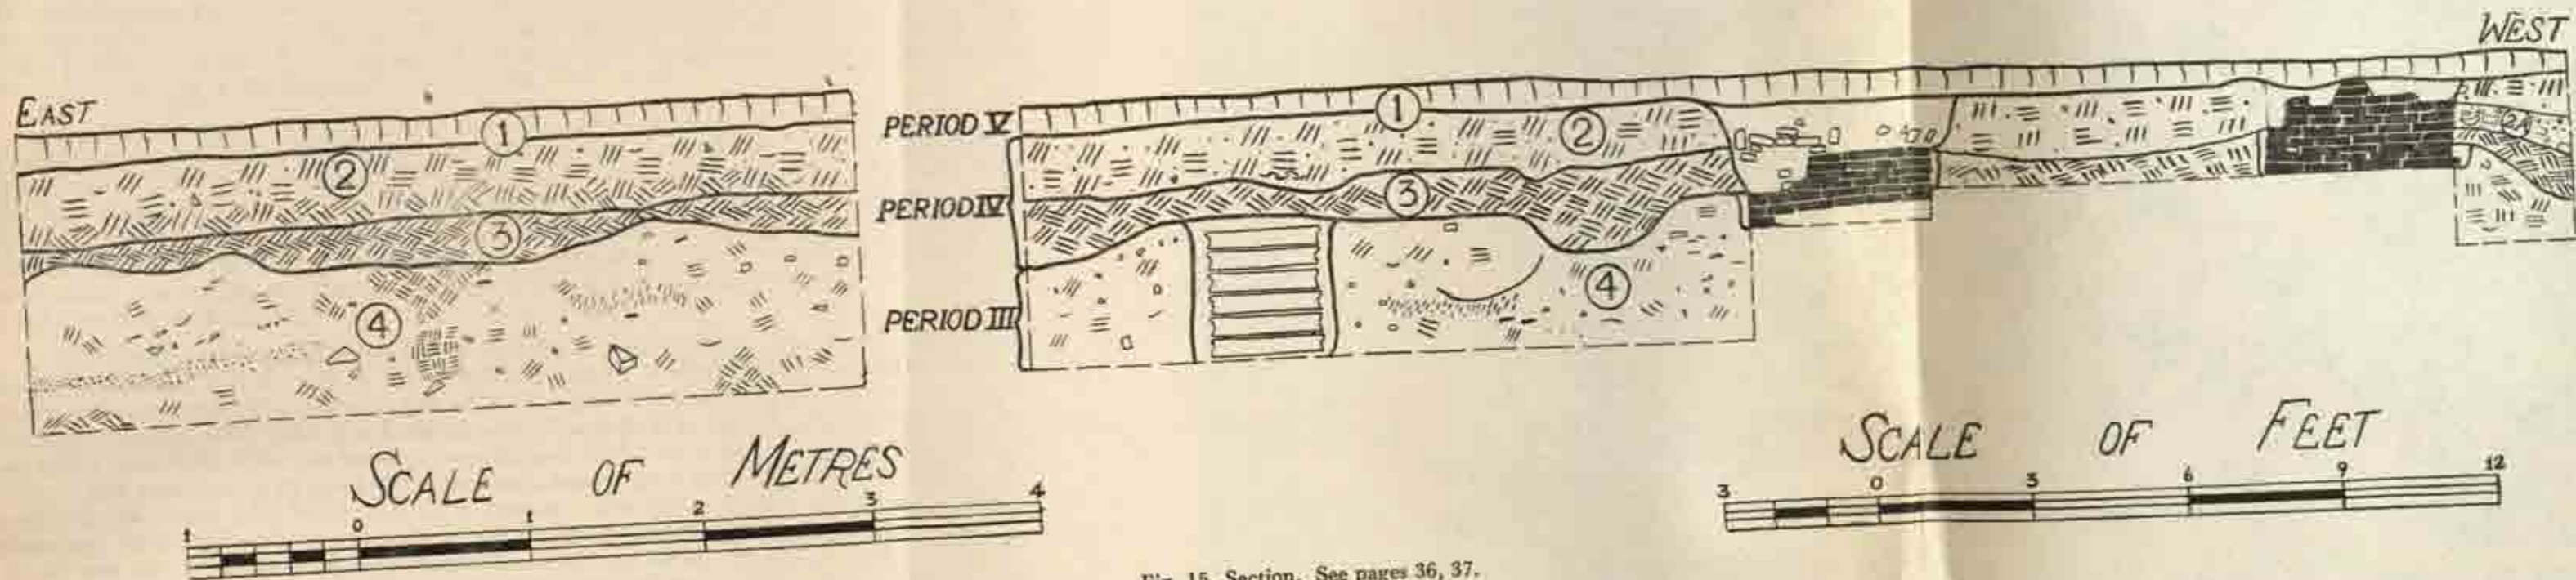 EAST
WEST
1
2
3
4
PERIOD V
PERIOD IV
PERIOD III
1
2
3
4
2A
SCALE OF METRES
1 0 1 2 3 4
SCALE OF FEET
3 0 3 6 9 12
Fig. 15. Section. See pages 36, 37.